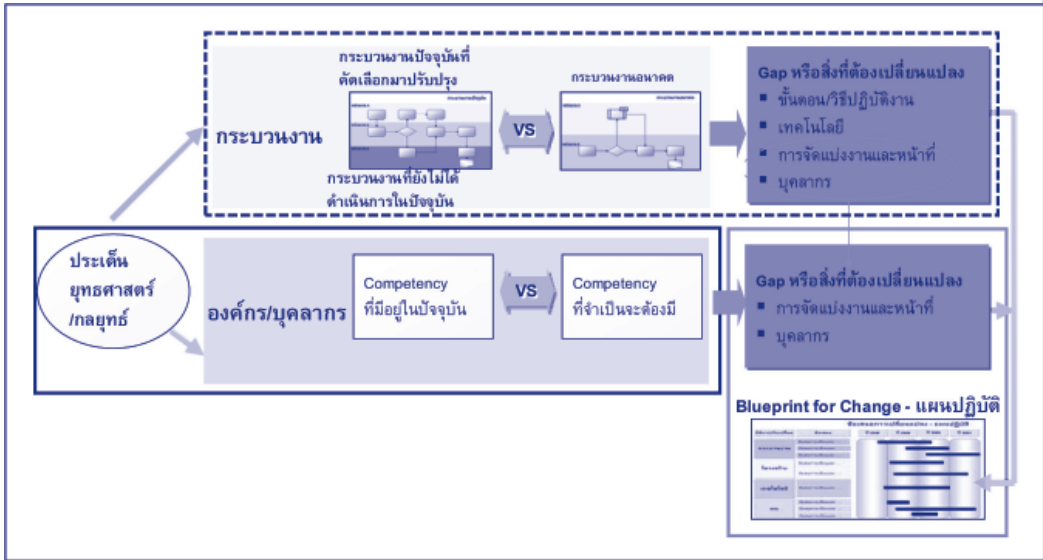 กระบวนงานปัจจุบันที่
คัดเลือกมาปรับปรุง
กระบวนงานอนาคต
กระบวนงาน
VS
กระบวนงานที่ยังไม่ได้
ดำเนินการในปัจจุบัน
Gap หรือสิ่งที่ต้องเปลี่ยนแปลง
▪ ขั้นตอน/วิธีปฏิบัติงาน
▪ เทคโนโลยี
▪ การจัดแบ่งงานและหน้าที่
▪ บุคลากร
ประเด็น
ยุทธศาสตร์
/กลยุทธ์
องค์กร/บุคลากร
Competency
ที่มีอยู่ในปัจจุบัน
VS
Competency
ที่จำเป็นจะต้องมี
Gap หรือสิ่งที่ต้องเปลี่ยนแปลง
▪ การจัดแบ่งงานและหน้าที่
▪ บุคลากร
Blueprint for Change - แผนปฏิบัติ